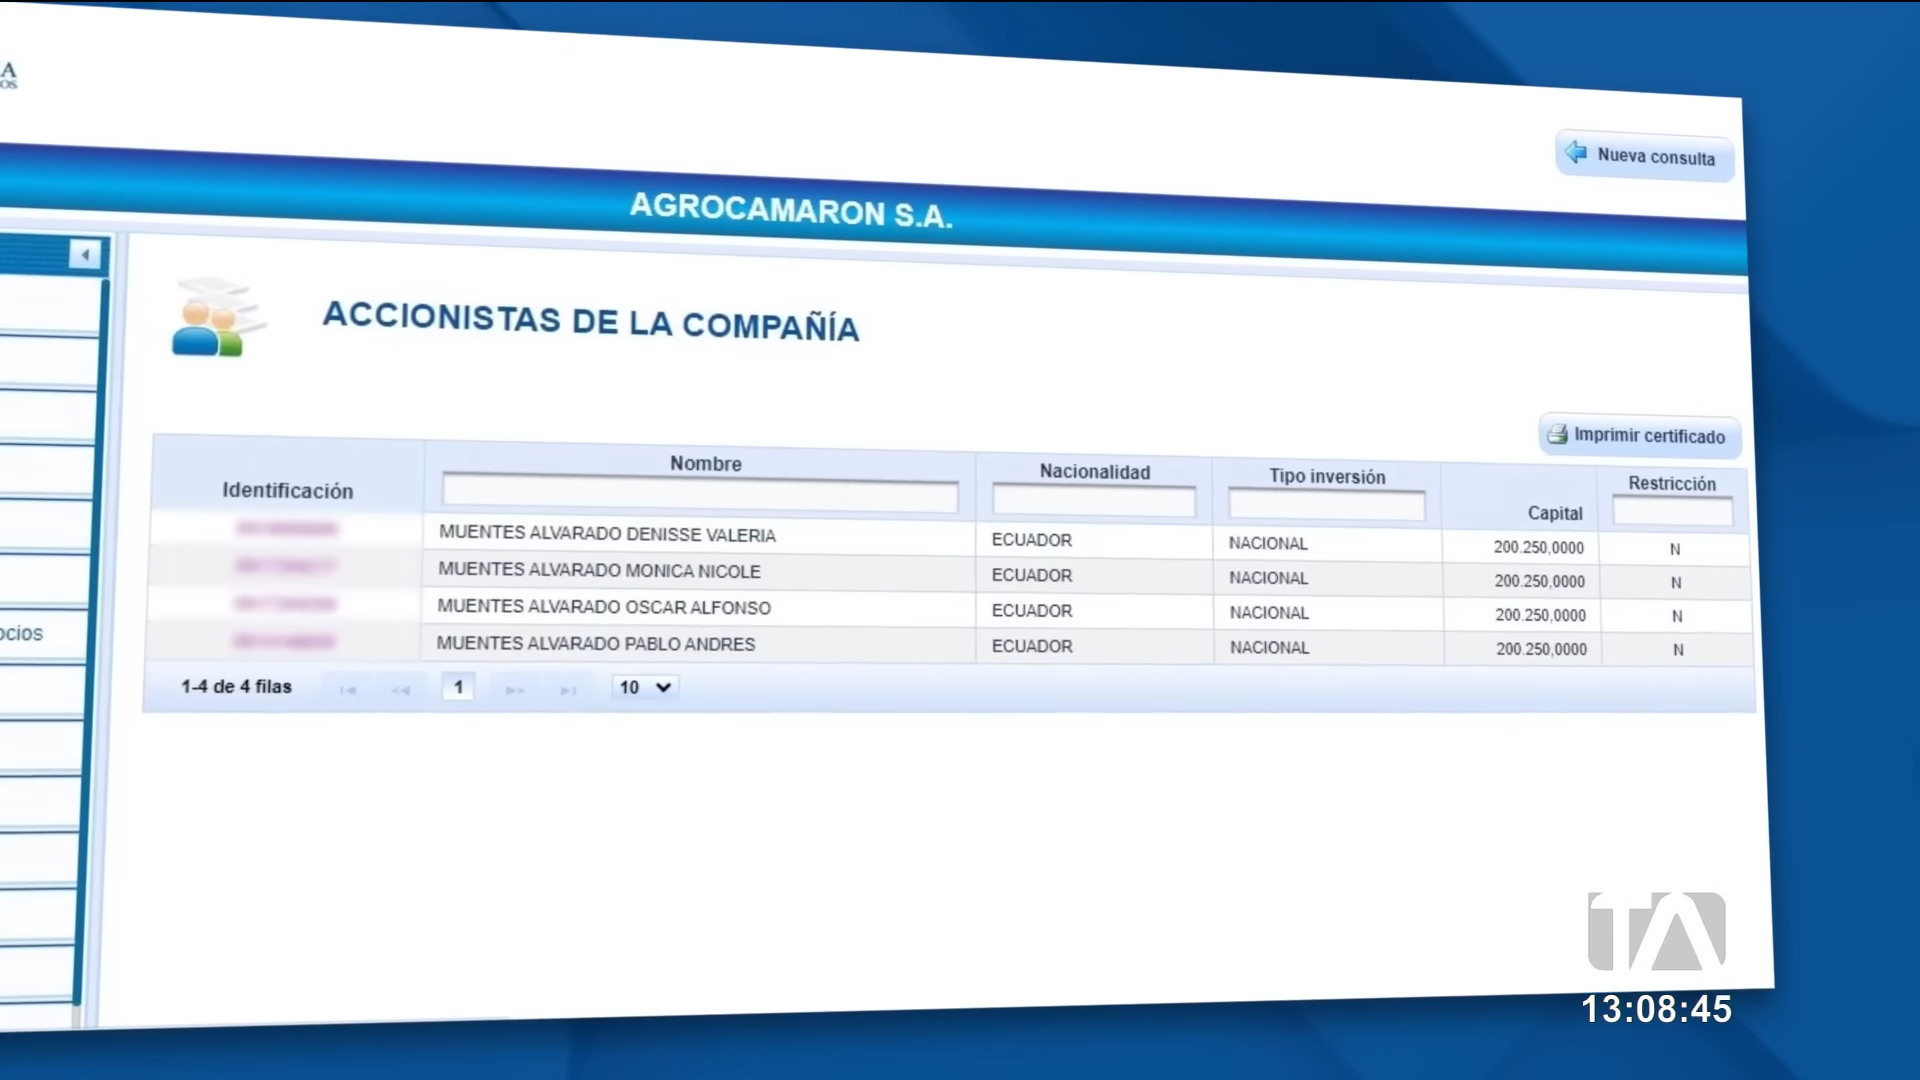 A
OS
Nueva consulta
AGROCAMARON S.A.
ACCIONISTAS DE LA COMPAÑÍA
Imprimir certificado
Identificación Nombre Nacionalidad Tipo inversión Capital Restricción
MUENTES ALVARADO DENISSE VALERIA ECUADOR NACIONAL 200.250,0000 N
MUENTES ALVARADO MONICA NICOLE ECUADOR NACIONAL 200.250,0000 N
MUENTES ALVARADO OSCAR ALFONSO ECUADOR NACIONAL 200.250,0000 N
ocios
MUENTES ALVARADO PABLO ANDRES ECUADOR NACIONAL 200.250,0000 N
1-4 de 4 filas 1 10
TA
13:08:45